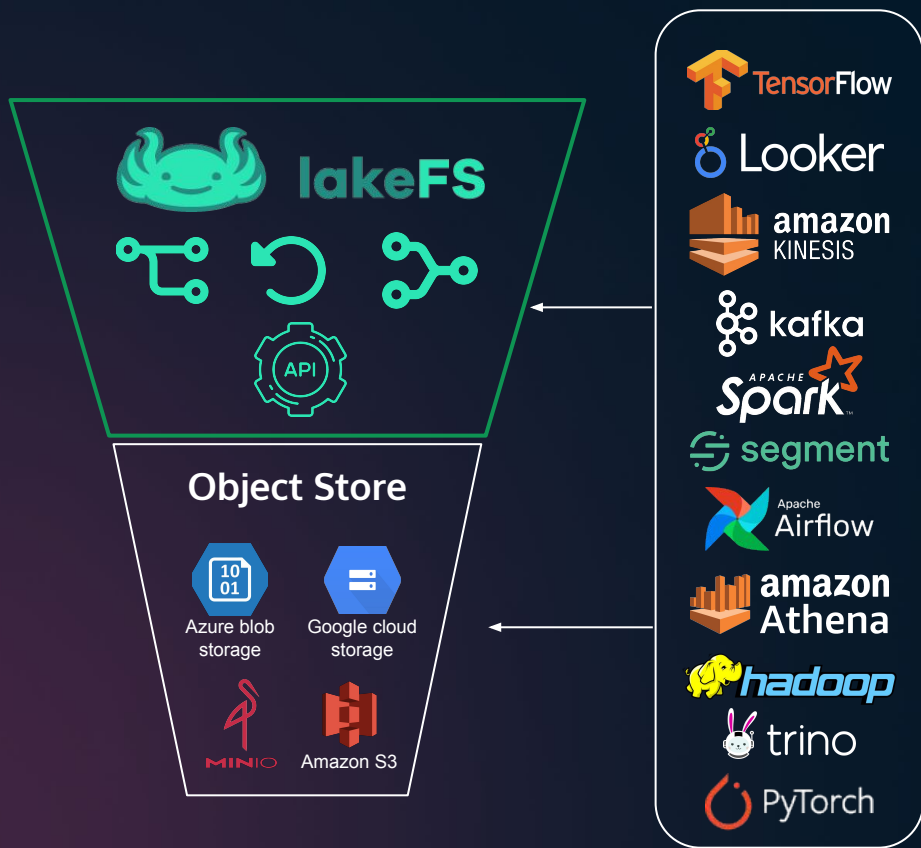 lakeFS
API
Object Store
10
01
Azure blob
storage
Google cloud
storage
MINIO
Amazon S3
TensorFlow
Looker
amazon
KINESIS
kafka
APACHE
Spark
TM
segment
Apache
Airflow
amazon
Athena
hadoop
trino
PyTorch